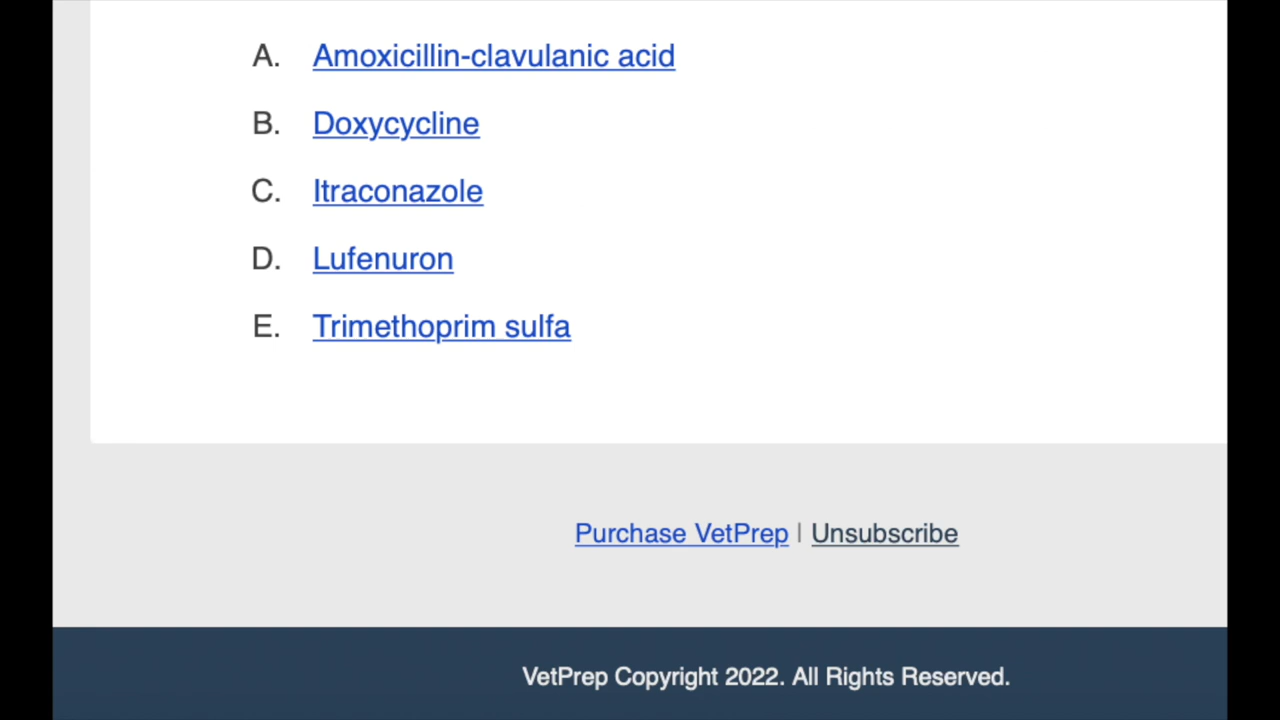 A. Amoxicillin-clavulanic acid
B. Doxycycline
C. Itraconazole
D. Lufenuron
E. Trimethoprim sulfa
Purchase VetPrep | Unsubscribe
VetPrep Copyright 2022. All Rights Reserved.